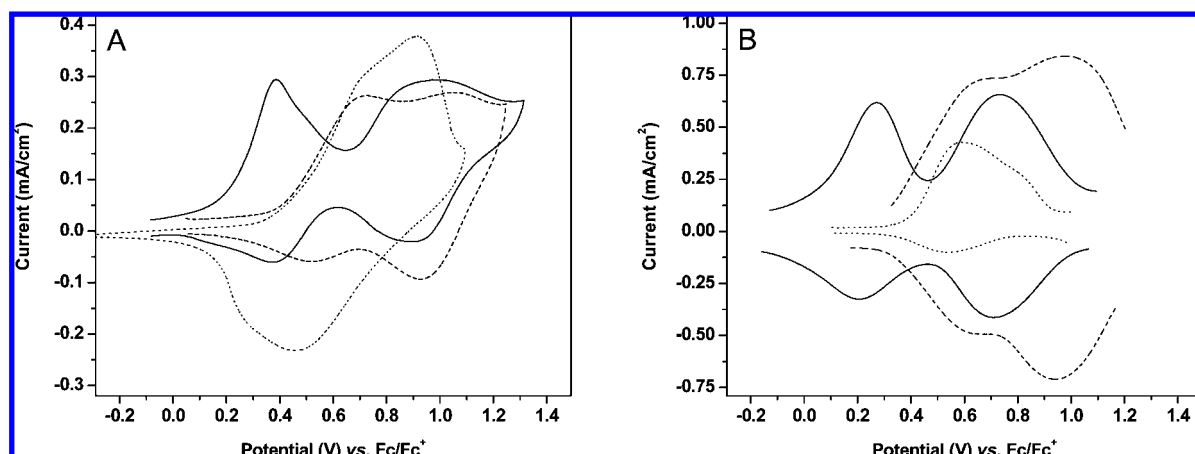 A
Current (mA/cm²)
0.4
0.3
0.2
0.1
0.0
-0.1
-0.2
-0.3
-0.2 0.0 0.2 0.4 0.6 0.8 1.0 1.2 1.4
Potential (V) vs. Fc/Fc⁺
B
Current (mA/cm²)
1.00
0.75
0.50
0.25
0.00
-0.25
-0.50
-0.75
-0.2 0.0 0.2 0.4 0.6 0.8 1.0 1.2 1.4
Potential (V) vs. Fc/Fc⁺